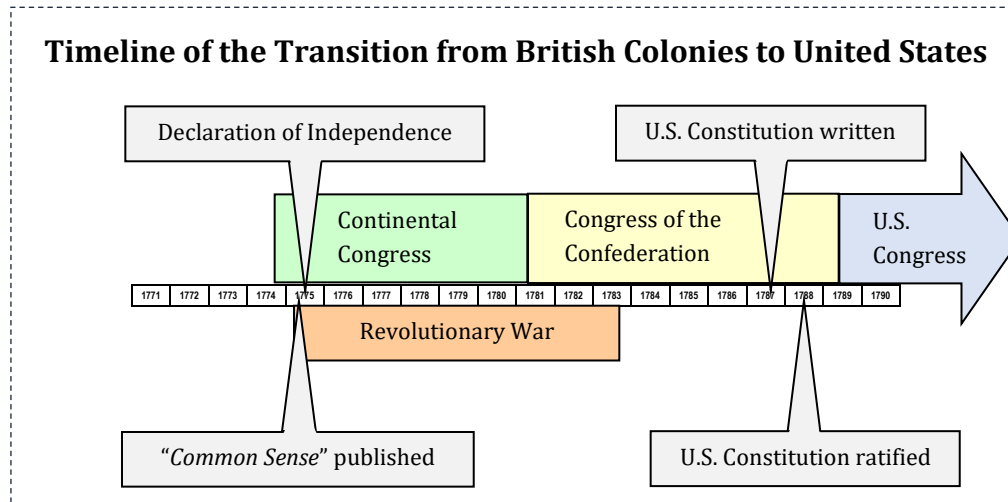 Timeline of the Transition from British Colonies to United States
Declaration of Independence
U.S. Constitution written
Continental
Congress
Congress of the
Confederation
U.S.
Congress
1771 1772 1773 1774 1775 1776 1777 1778 1779 1780 1781 1782 1783 1784 1785 1786 1787 1788 1789 1790
Revolutionary War
“Common Sense” published
U.S. Constitution ratified